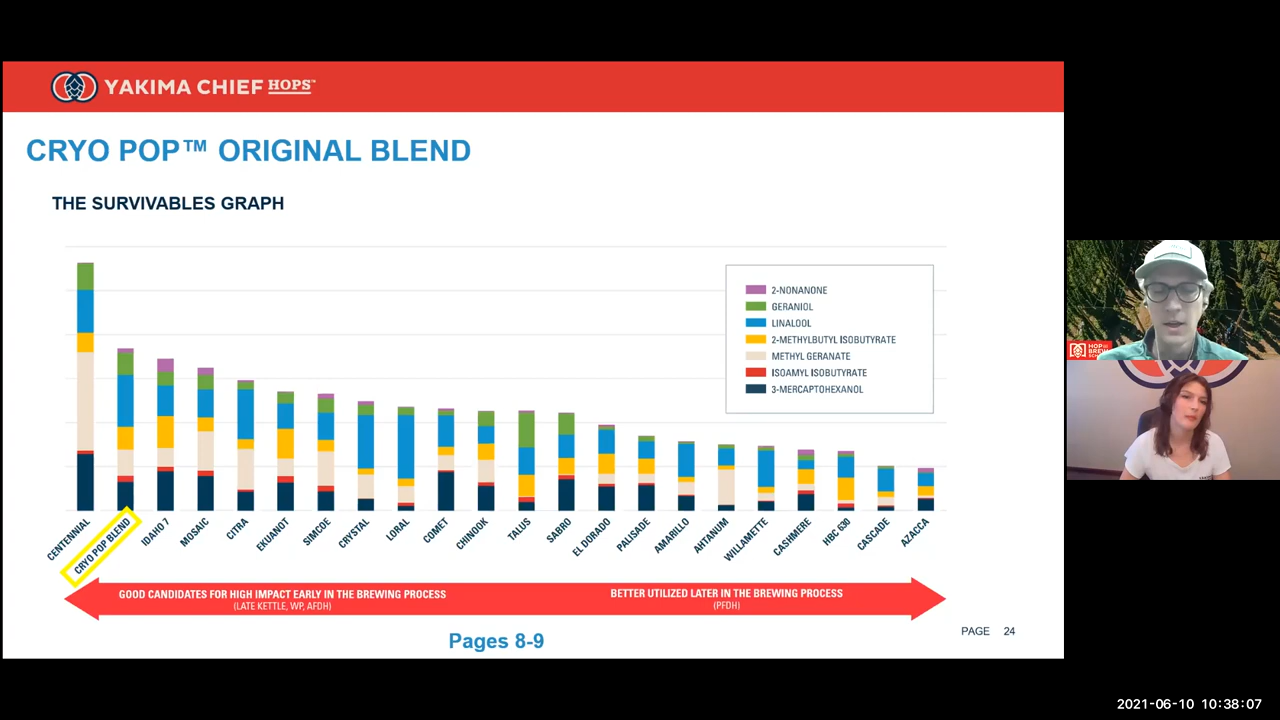 YAKIMA CHIEF HOPS™
CRYO POP™ ORIGINAL BLEND
THE SURVIVABLES GRAPH
2-NONANONE
GERANIOL
LINALOOL
2-METHYLBUTYL ISOBUTYRATE
METHYL GERANATE
ISOAMYL ISOBUTYRATE
3-MERCAPTOHEXANOL
CENTENNIAL
CRYO POP BLEND
IDAHO 7
MOSAIC
CITRA
EKUANOT
SIMCOE
CRYSTAL
LORAL
COMET
CHINOOK
TALUS
SABRO
EL DORADO
PALISADE
AMARILLO
AHTANUM
WILLAMETTE
CASHMERE
HBC 630
CASCADE
AZACCA
GOOD CANDIDATES FOR HIGH IMPACT EARLY IN THE BREWING PROCESS
(LATE KETTLE, WP, AFDH)
BETTER UTILIZED LATER IN THE BREWING PROCESS
(PFDH)
PAGE 24
Pages 8-9
2021-06-10 10:38:07